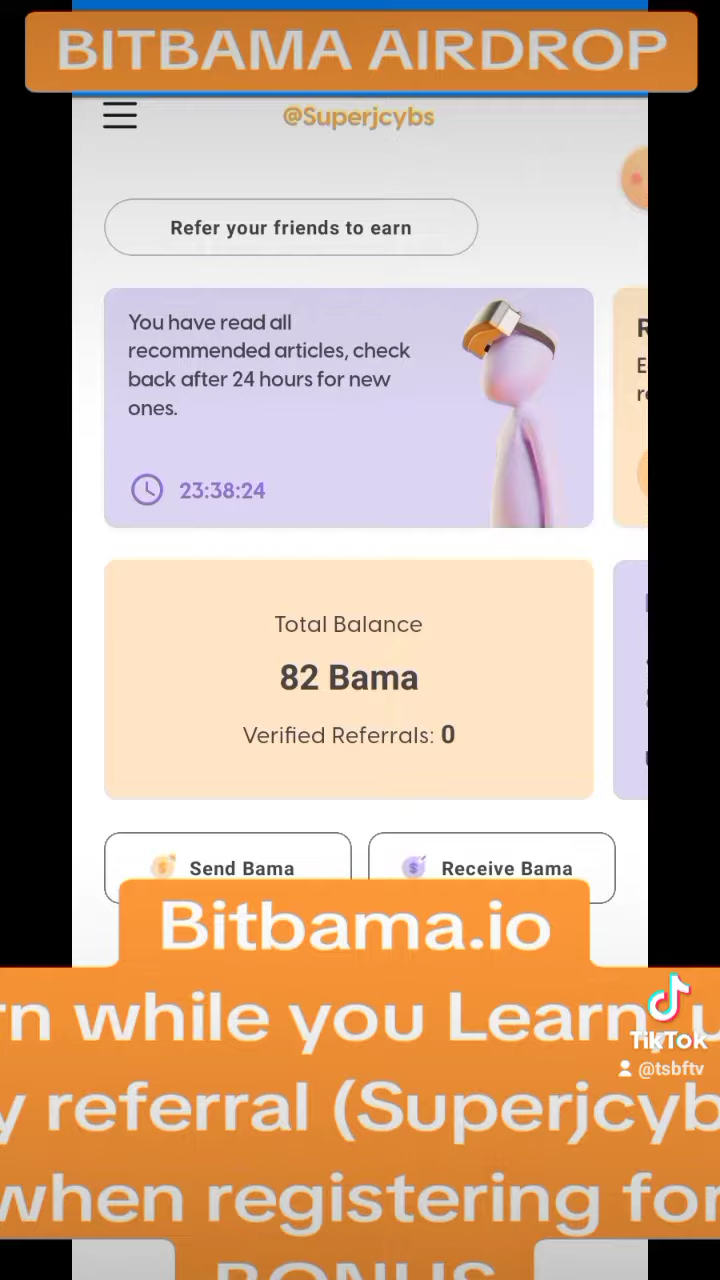 BITBAMA AIRDROP
@Superjcybs
Refer your friends to earn
You have read all
recommended articles, check
back after 24 hours for new
ones.
23:38:24
Total Balance
82 Bama
Verified Referrals: 0
Send Bama
Receive Bama
Bitbama.io
while you Learn
TikTok
@tsbftv
referral (Superjcyb
when registering for
BONUS